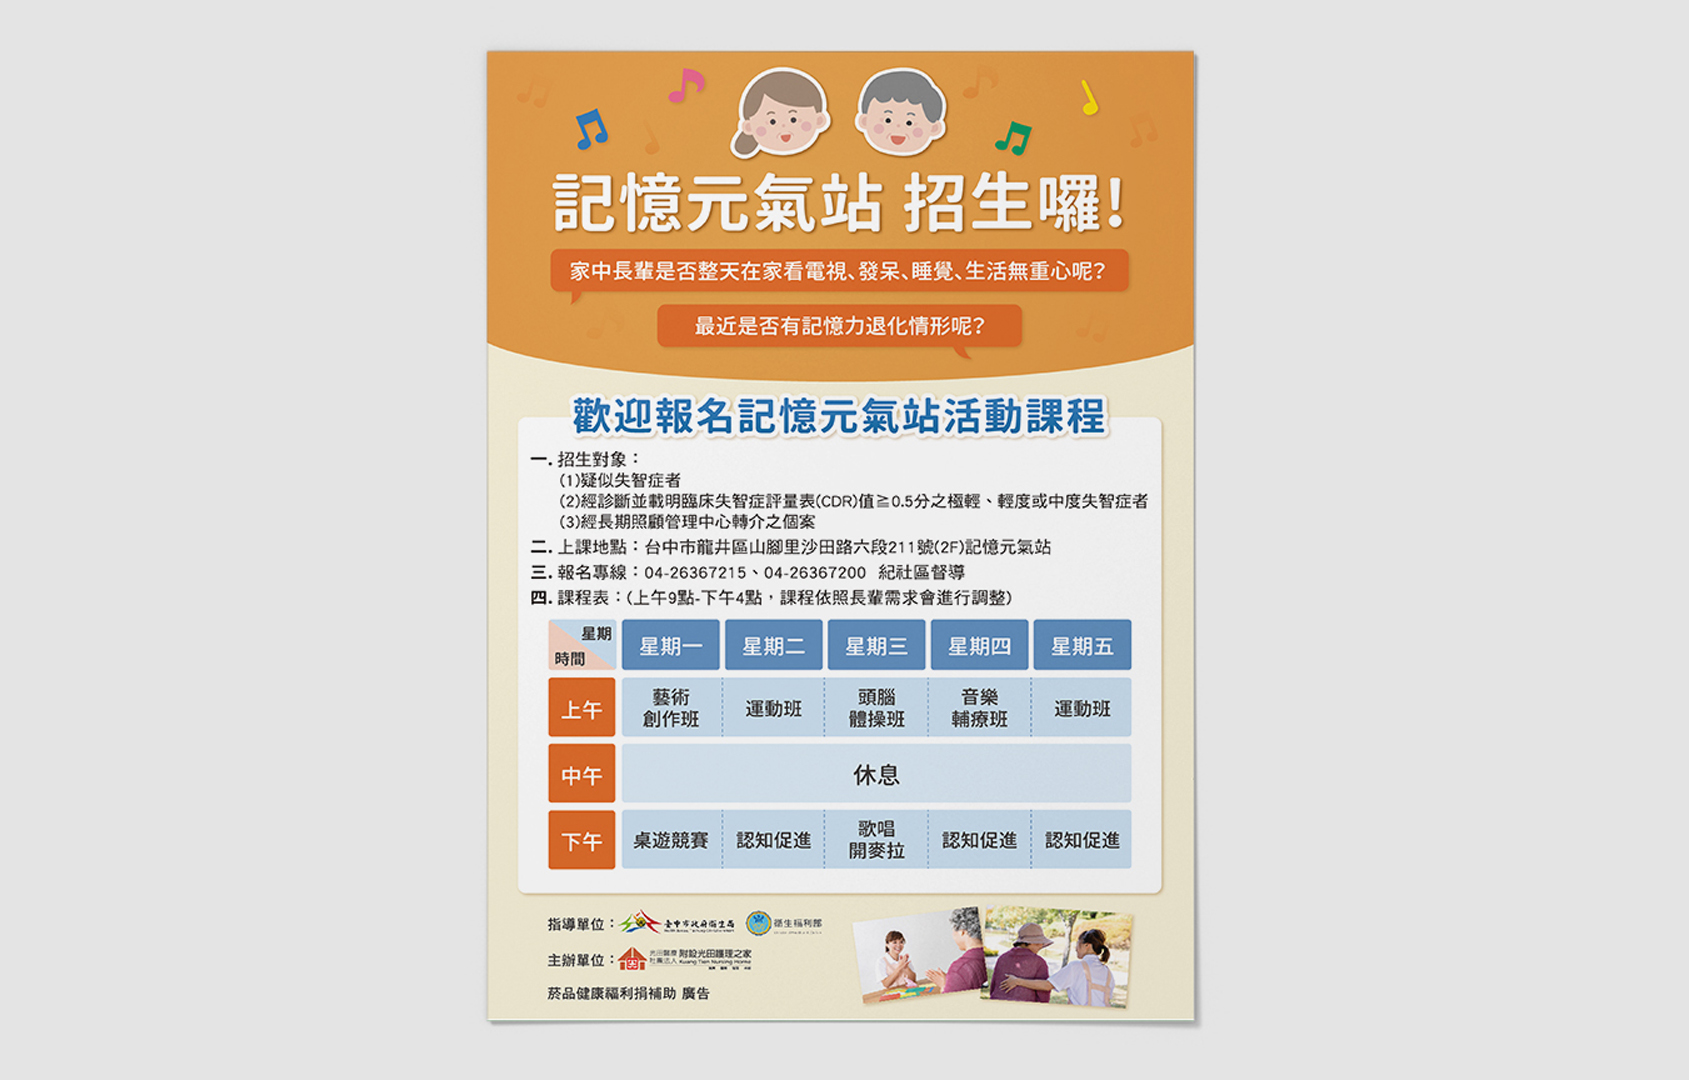 記憶元氣站 招生囉!
家中長輩是否整天在家看電視、發呆、睡覺、生活無重心呢?
最近是否有記憶力退化情形呢?
歡迎報名記憶元氣站活動課程
一. 招生對象：
(1)疑似失智症者
(2)經診斷並載明臨床失智症評量表(CDR)值≧0.5分之極輕、輕度或中度失智症者
(3)經長期照顧管理中心轉介之個案
二. 上課地點：台中市龍井區山腳里沙田路六段211號(2F)記憶元氣站
三. 報名專線：04-26367215、04-26367200 紀社區督導
四. 課程表：(上午9點-下午4點，課程依照長輩需求會進行調整)
星期
時間
星期一 星期二 星期三 星期四 星期五
上午 藝術創作班 運動班 頭腦體操班 音樂輔療班 運動班
中午 休息
下午 桌遊競賽 認知促進 歌唱開麥拉 認知促進 認知促進
指導單位：臺中市政府衛生局 衛生福利部
主辦單位：光田醫療社團法人 附設光田護理之家
Kuang Tien Nursing Home
菸品健康福利捐補助 廣告